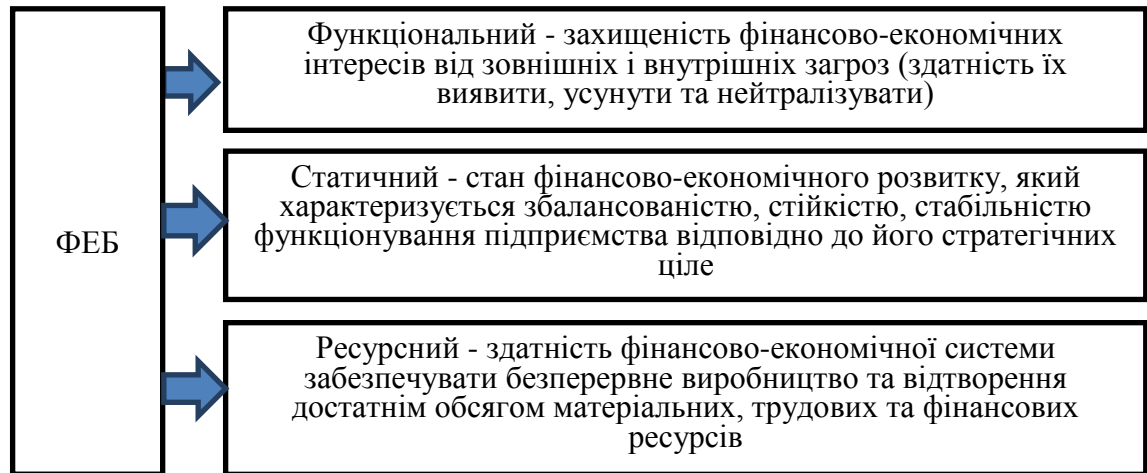 ФЕБ
Функціональний - захищеність фінансово-економічних
інтересів від зовнішніх і внутрішніх загроз (здатність їх
виявити, усунути та нейтралізувати)
Статичний - стан фінансово-економічного розвитку, який
характеризується збалансованістю, стійкістю, стабільністю
функціонування підприємства відповідно до його стратегічних
ціле
Ресурсний - здатність фінансово-економічної системи
забезпечувати безперервне виробництво та відтворення
достатнім обсягом матеріальних, трудових та фінансових
ресурсів